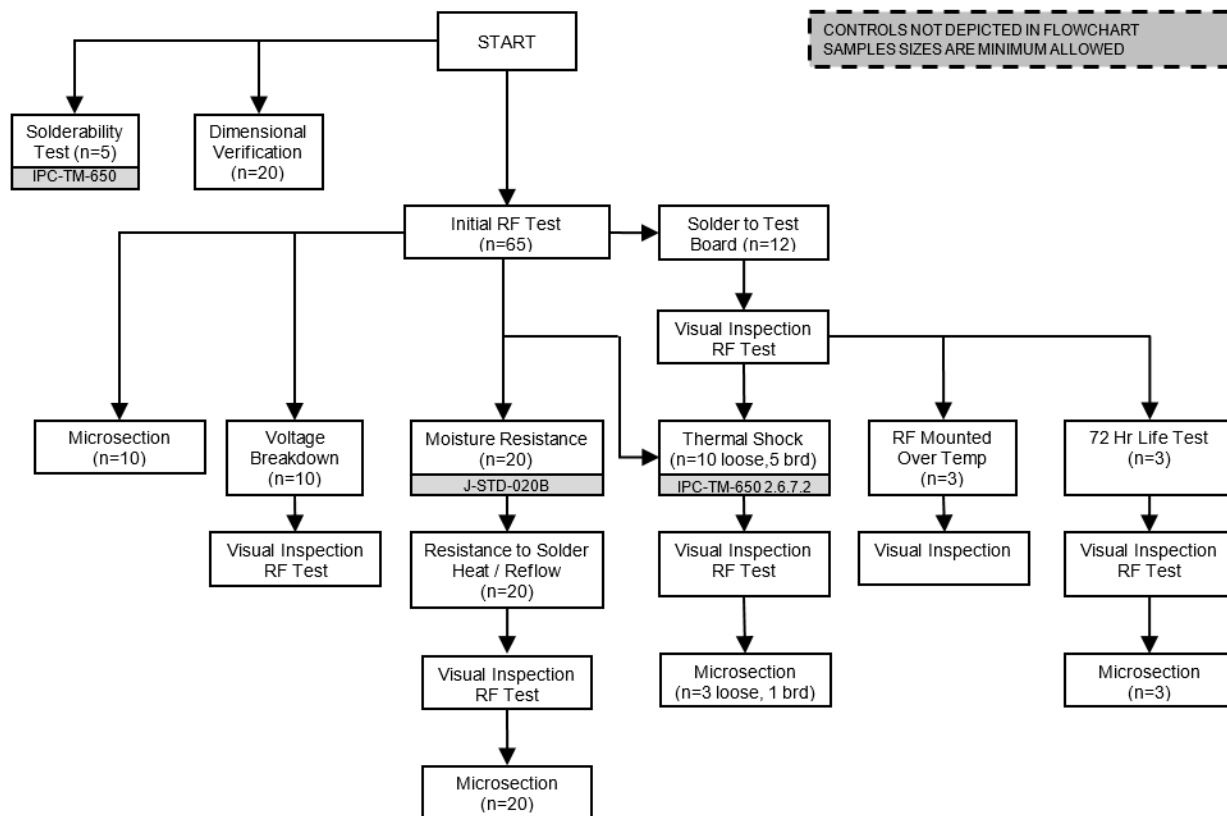 START
CONTROLS NOT DEPICTED IN FLOWCHART
SAMPLES SIZES ARE MINIMUM ALLOWED
Solderability
Test (n=5)
IPC-TM-650
Dimensional
Verification
(n=20)
Initial RF Test
(n=65)
Solder to Test
Board (n=12)
Visual Inspection
RF Test
Microsection
(n=10)
Voltage
Breakdown
(n=10)
Moisture Resistance
(n=20)
J-STD-020B
Thermal Shock
(n=10 loose,5 brd)
IPC-TM-650 2.6.7.2
RF Mounted
Over Temp
(n=3)
72 Hr Life Test
(n=3)
Visual Inspection
RF Test
Resistance to Solder
Heat / Reflow
(n=20)
Visual Inspection
RF Test
Visual Inspection
Visual Inspection
RF Test
Visual Inspection
RF Test
Microsection
(n=3 loose, 1 brd)
Microsection
(n=3)
Microsection
(n=20)